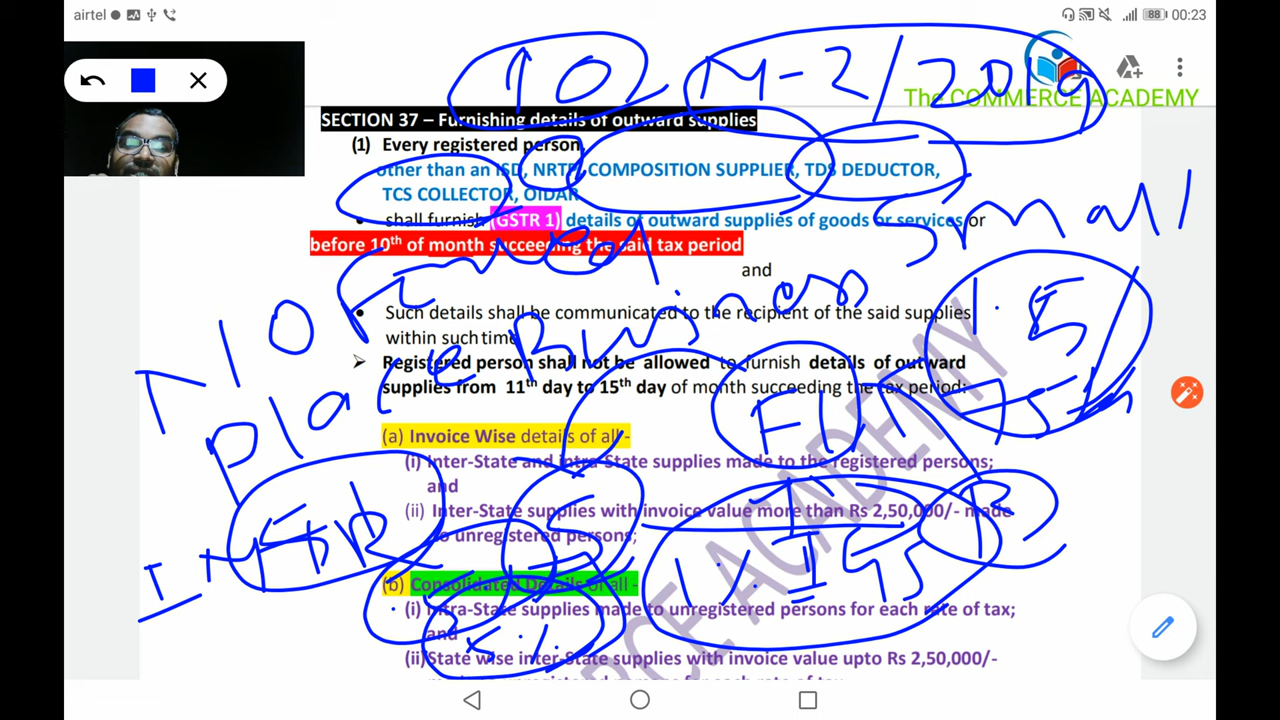 airtel 88 00:23
102 M-2/2019
The COMMERCE ACADEMY
SECTION 37 – Furnishing details of outward supplies
(1) Every registered person,
other than an ISD, NRTP, COMPOSITION SUPPLIER, TDS DEDUCTOR,
TCS COLLECTOR, OIDAR
• shall furnish (GSTR 1) details of outward supplies of goods or services or
before 10th of month succeeding the said tax period
and
• Such details shall be communicated to the recipient of the said supplies
within such time
➢ Registered person shall not be allowed to furnish details of outward
supplies from 11th day to 15th day of month succeeding the tax period:
(a) Invoice Wise details of all -
(i) Inter-State and intra-State supplies made to the registered persons;
and
(ii) Inter-State supplies with invoice value more than Rs 2,50,000/- made
to unregistered persons;
(b) Consolidated Details of all -
(i) Intra-State supplies made to unregistered persons for each rate of tax;
and
(ii) State wise inter-State supplies with invoice value upto Rs 2,50,000/-
small
10
fixed
place Business
1.5
75
5%
1%